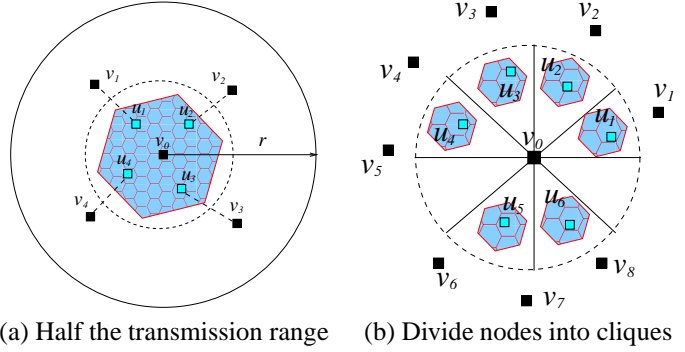 v1
v2
u1
u2
v0
r
u4
u3
v4
v3
v3
v2
v4
u2
u3
v1
u1
u4
v0
v5
u5
u6
v6
v8
v7
(a) Half the transmission range
(b) Divide nodes into cliques